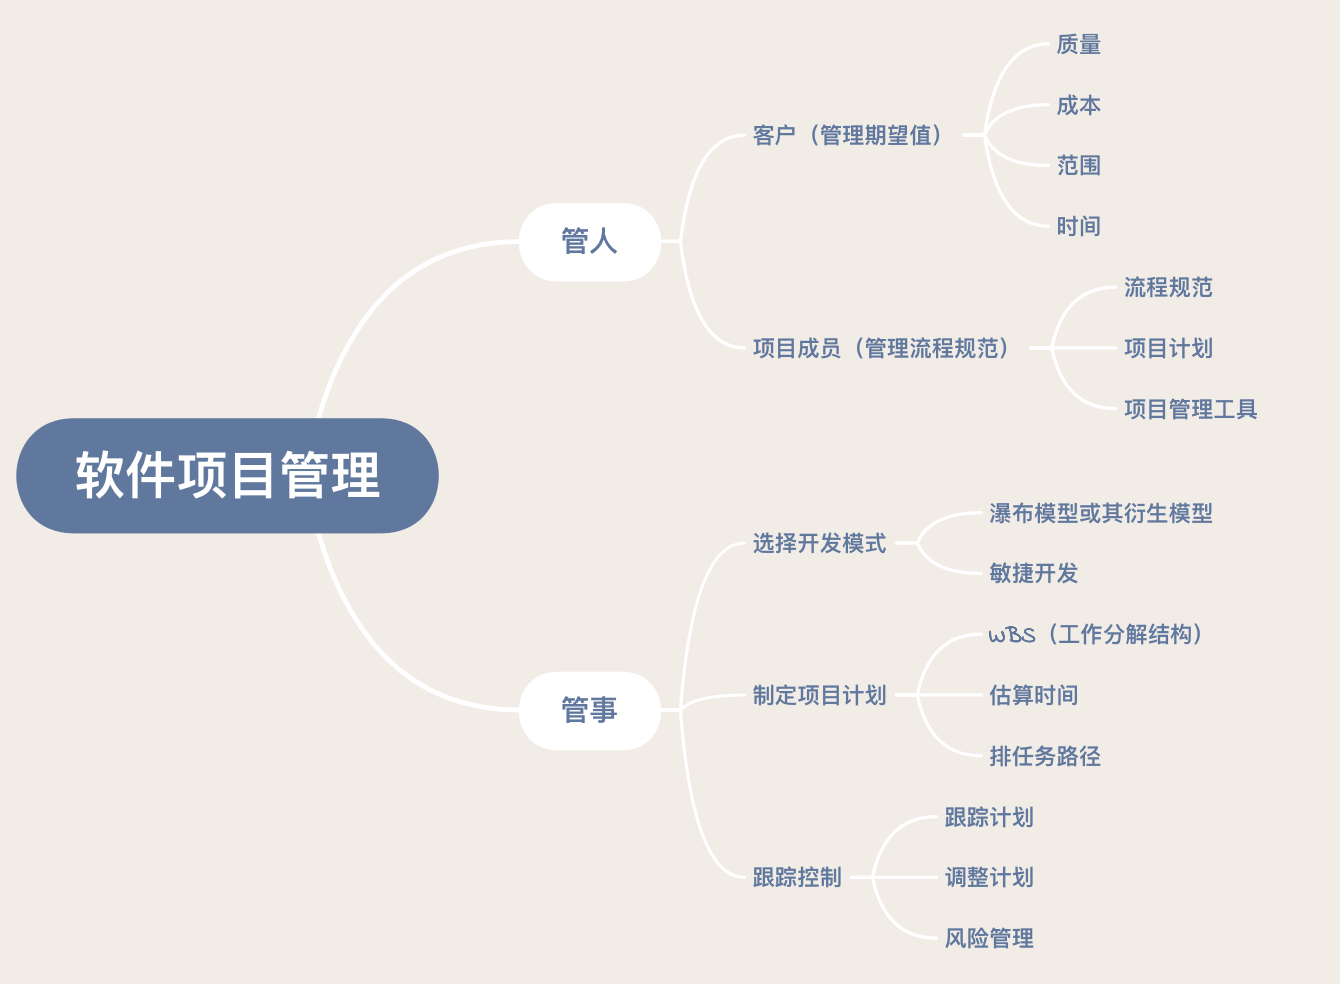 软件项目管理
管人
客户（管理期望值）
质量
成本
范围
时间
项目成员（管理流程规范）
流程规范
项目计划
项目管理工具
管事
选择开发模式
瀑布模型或其衍生模型
敏捷开发
制定项目计划
WBS（工作分解结构）
估算时间
排任务路径
跟踪控制
跟踪计划
调整计划
风险管理